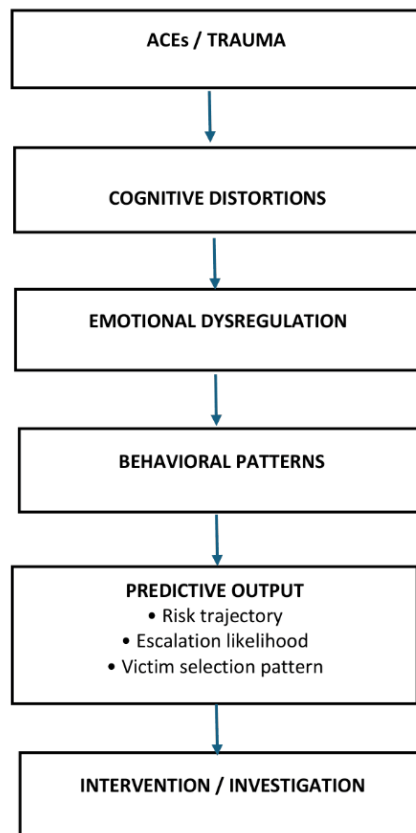 ACEs / TRAUMA
COGNITIVE DISTORTIONS
EMOTIONAL DYSREGULATION
BEHAVIORAL PATTERNS
PREDICTIVE OUTPUT
• Risk trajectory
• Escalation likelihood
• Victim selection pattern
INTERVENTION / INVESTIGATION